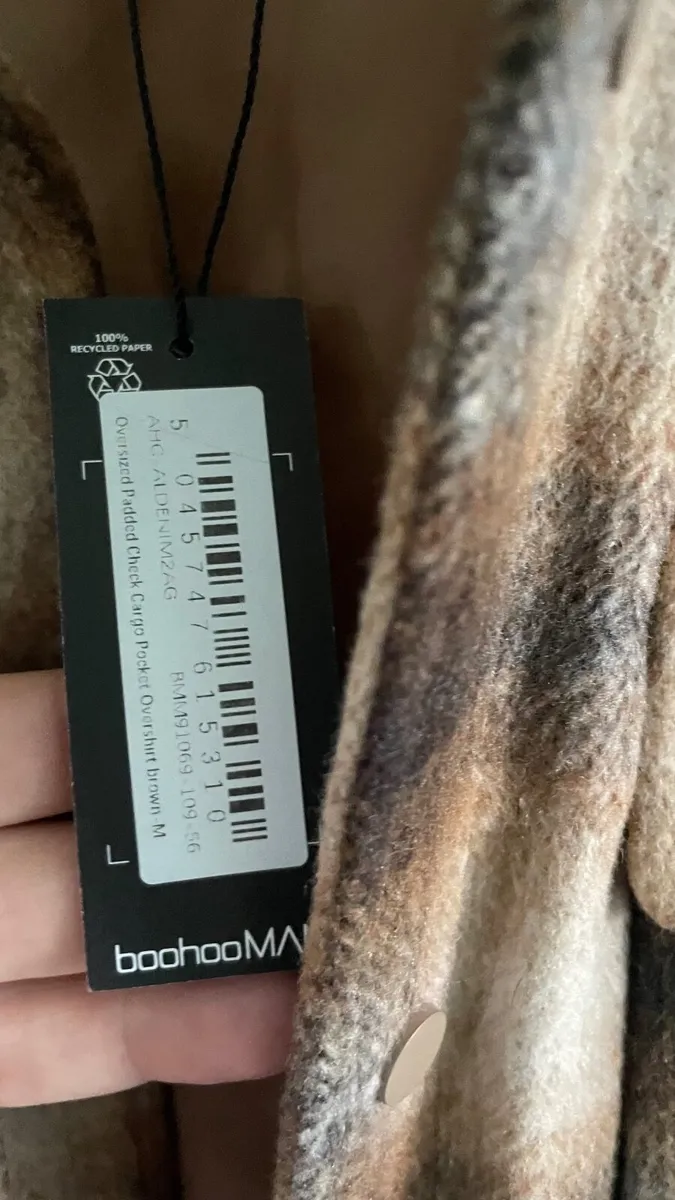 100%
RECYCLED PAPER
5 045747 615310
AHG-ALDENIM2AG BMM91069-109-56
Oversized Padded Check Cargo Pocket Overshirt brown-M
boohooMA